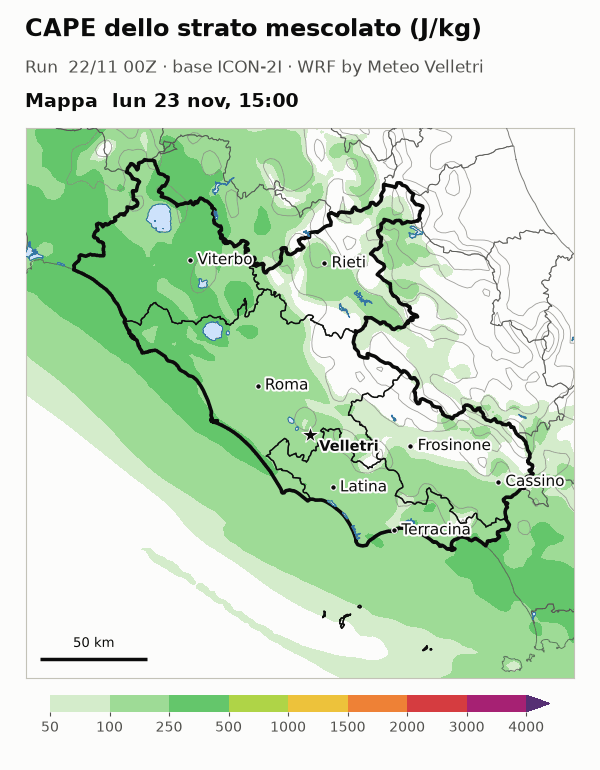 CAPE dello strato mescolato (J/kg)
Run  22/11 00Z · base ICON-2I · WRF by Meteo Velletri
Mappa  lun 23 nov, 15:00
Viterbo
Rieti
Roma
Velletri
Frosinone
Cassino
Latina
Terracina
50 km
50 100 250 500 1000 1500 2000 3000 4000